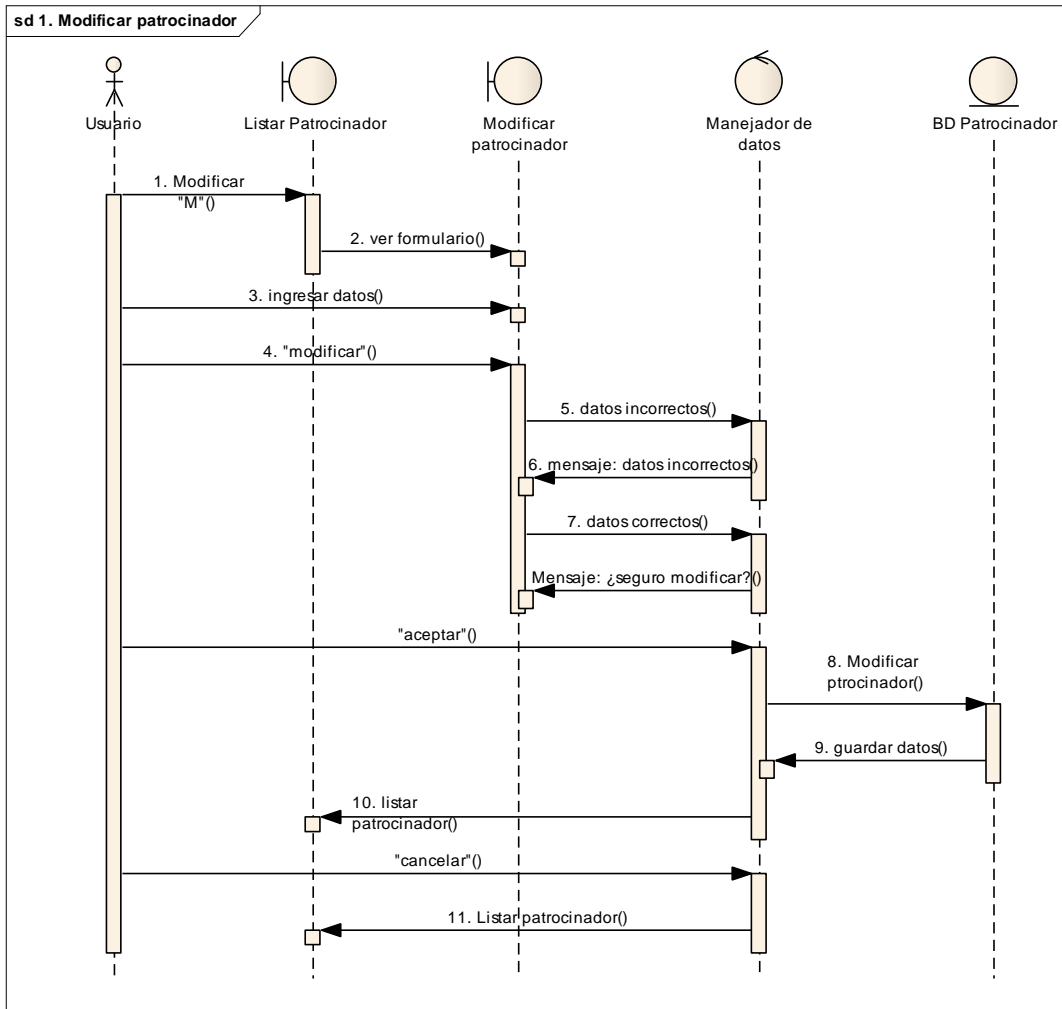 sd 1. Modificar patrocinador
Usuario
Listar Patrocinador
Modificar
patrocinador
Manejador de
datos
BD Patrocinador
1. Modificar
"M"()
2. ver formulario()
3. ingresar datos()
4. "modificar"()
5. datos incorrectos()
6. mensaje: datos incorrectos()
7. datos correctos()
Mensaje: ¿seguro modificar?()
"aceptar"()
8. Modificar
ptrocinador()
9. guardar datos()
10. listar
patrocinador()
"cancelar"()
11. Listar patrocinador()